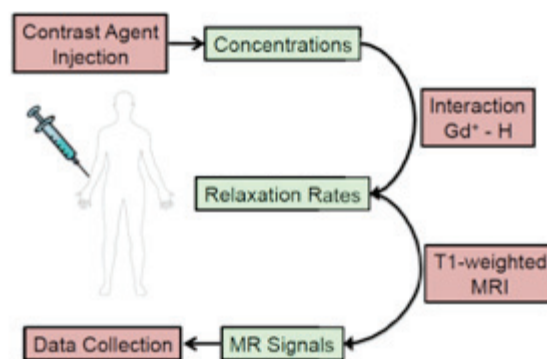 Contrast Agent
Injection
Concentrations
Interaction
Gd⁺ - H
Relaxation Rates
T1-weighted
MRI
Data Collection
MR Signals